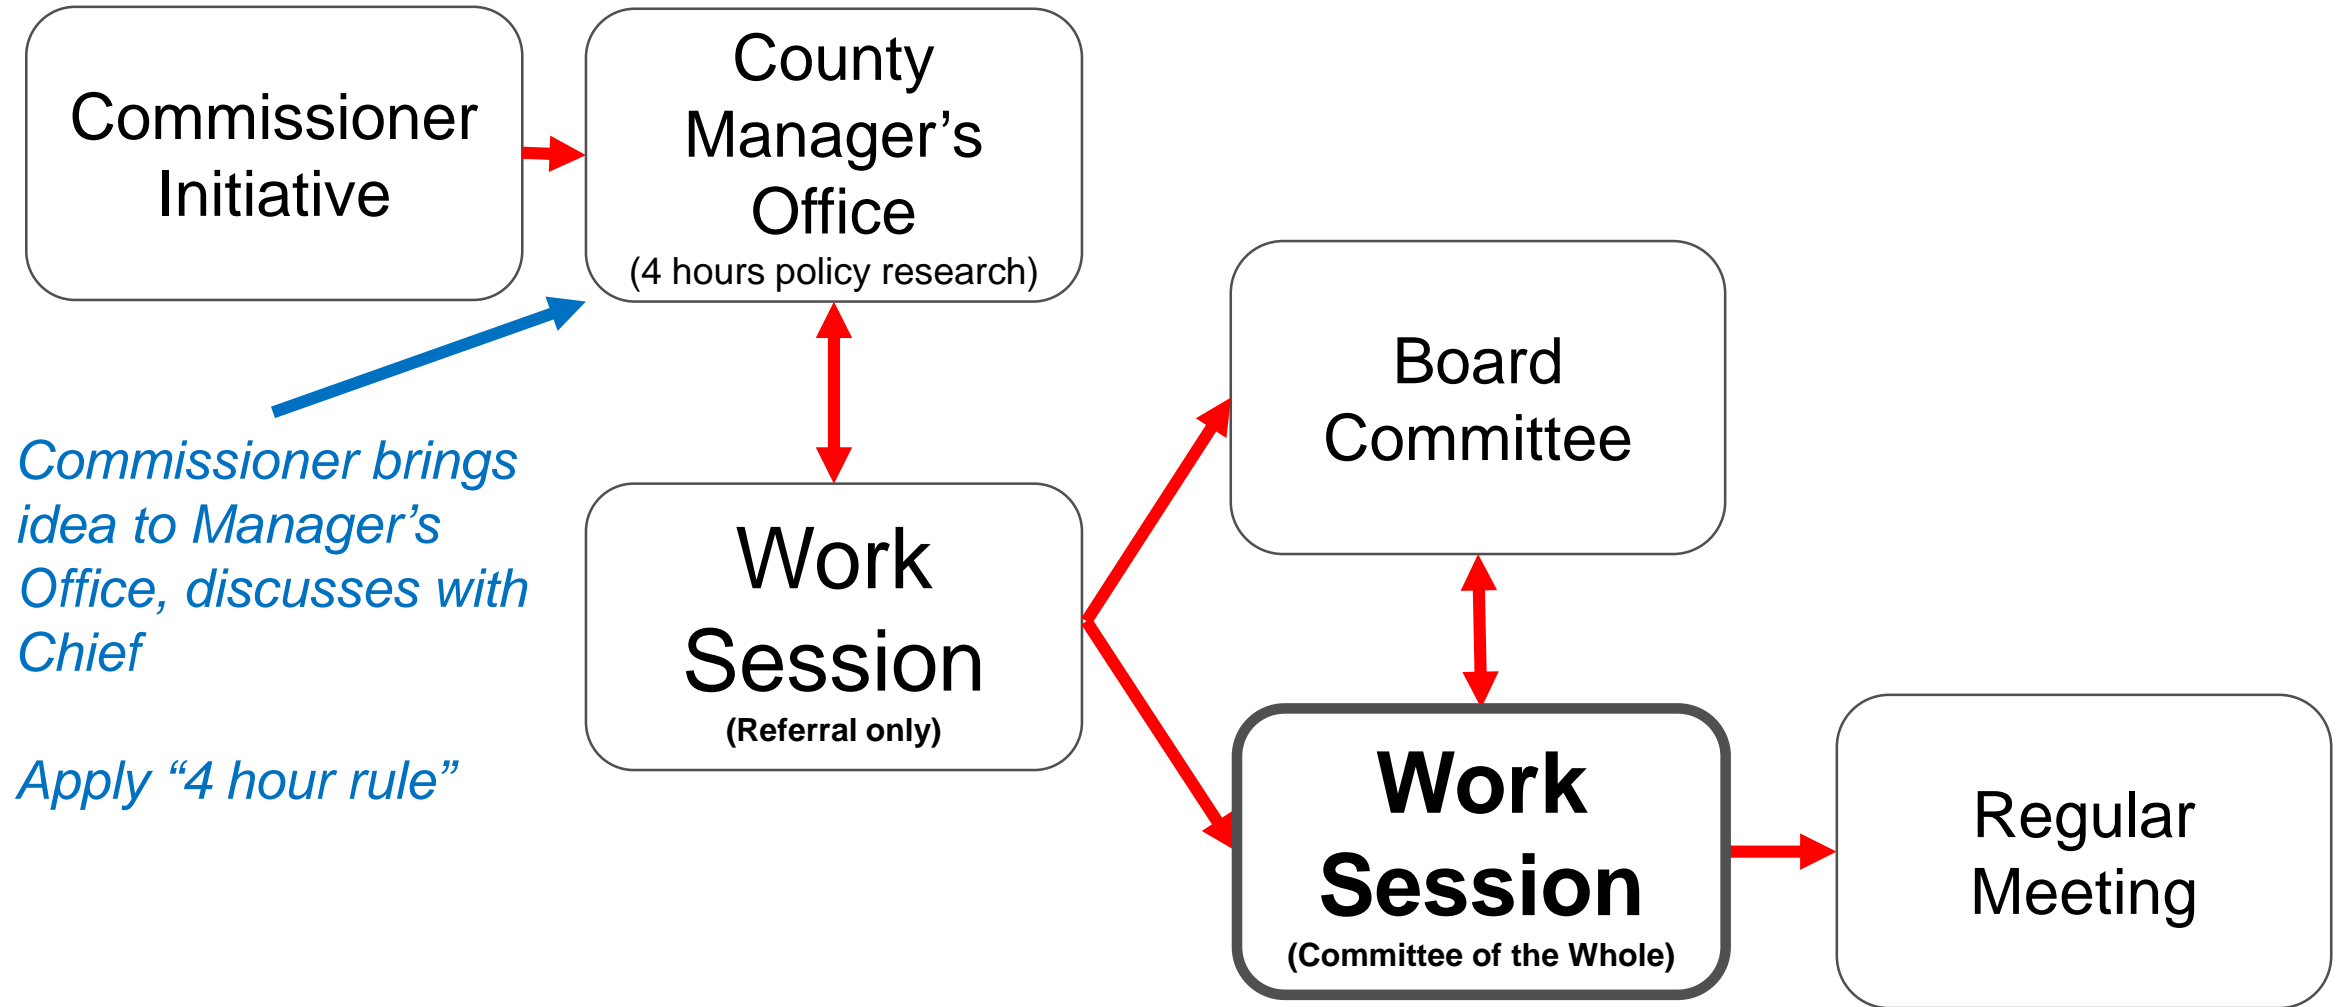 Commissioner
Initiative
County
Manager’s
Office
(4 hours policy research)
Commissioner brings
idea to Manager’s
Office, discusses with
Chief
Apply “4 hour rule”
Work
Session
(Referral only)
Board
Committee
Work
Session
(Committee of the Whole)
Regular
Meeting